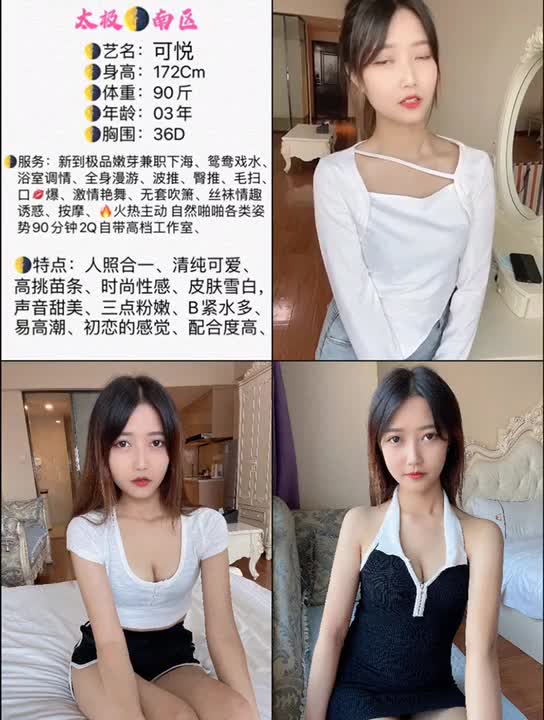 太极🌗南区
🌗艺名：可悦
🌗身高：172Cm
🌗体重：90斤
🌗年龄：03年
🌗胸围：36D
🌗服务：新到极品嫩芽兼职下海、鸳鸯戏水、
浴室调情、全身漫游、波推、臀推、毛扫、
口💋爆、激情艳舞、无套吹箫、丝袜情趣
诱惑、按摩、🔥火热主动 自然啪啪各类姿
势90分钟2Q自带高档工作室、
🌗特点：人照合一、清纯可爱、
高挑苗条、时尚性感、皮肤雪白，
声音甜美、三点粉嫩、B紧水多、
易高潮、初恋的感觉、配合度高、